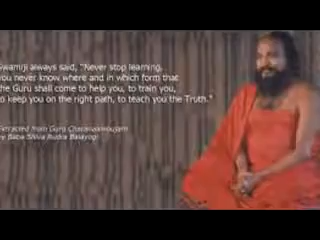 Swamiji always said, "Never stop learning...
you never know where and in which form that
the Guru shall come to help you, to train you,
to keep you on the right path, to teach you the Truth."
Extracted from Guru
by Baba Shiva Rudra Balayogi